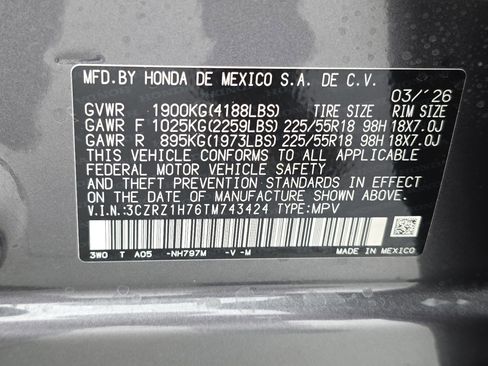 MFD.BY HONDA DE MEXICO S.A. DE C.V.
03/'26
GVWR 1900KG(4188LBS) TIRE SIZE RIM SIZE
GAWR F 1025KG(2259LBS) 225/55R18 98H 18X7.0J
GAWR R 895KG(1973LBS) 225/55R18 98H 18X7.0J
THIS VEHICLE CONFORMS TO ALL APPLICABLE
FEDERAL MOTOR VEHICLE SAFETY
AND THEFT PREVENTION STANDARDS IN EFFECT
ON THE DATE OF MANUFACTURE SHOWN ABOVE.
V.I.N.:3CZRZ1H76TM743424 TYPE:MPV
3W0 T A05 -NH797M -V -M MADE IN MEXICO